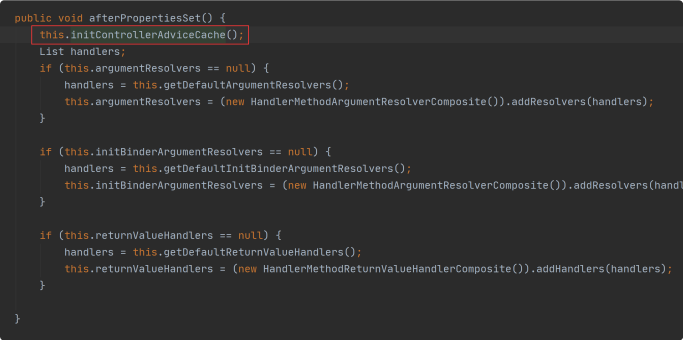 public void afterPropertiesSet() {
this.initControllerAdviceCache();
List handlers;
if (this.argumentResolvers == null) {
handlers = this.getDefaultArgumentResolvers();
this.argumentResolvers = (new HandlerMethodArgumentResolverComposite()).addResolvers(handlers);
}
if (this.initBinderArgumentResolvers == null) {
handlers = this.getDefaultInitBinderArgumentResolvers();
this.initBinderArgumentResolvers = (new HandlerMethodArgumentResolverComposite()).addResolvers(handl
}
if (this.returnValueHandlers == null) {
handlers = this.getDefaultReturnValueHandlers();
this.returnValueHandlers = (new HandlerMethodReturnValueHandlerComposite()).addHandlers(handlers);
}
}